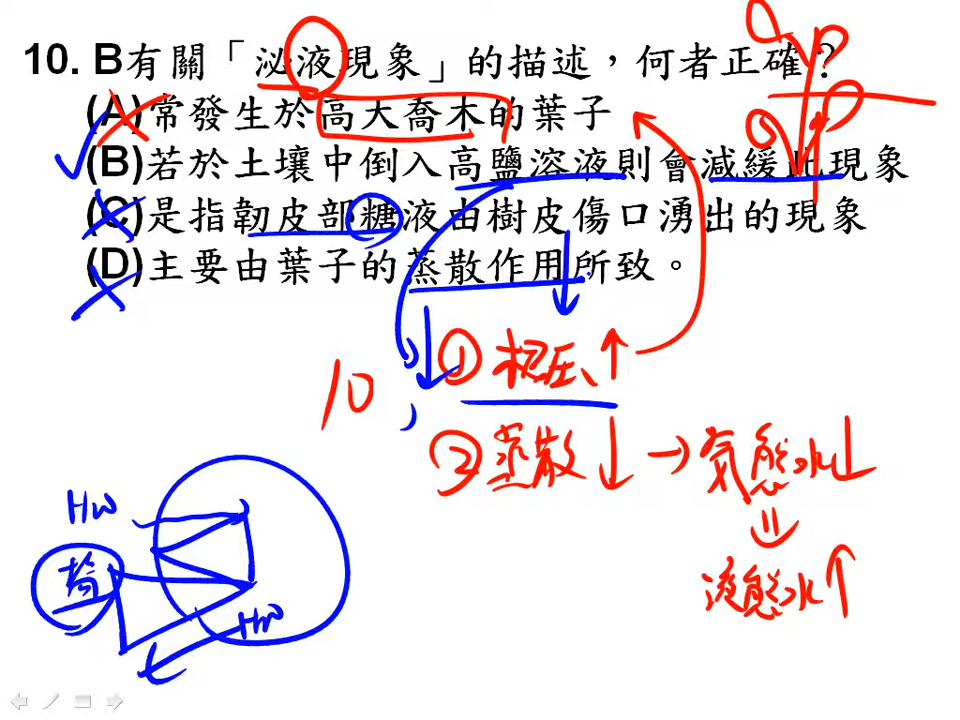 10. B有關「泌液現象」的描述，何者正確？
(A)常發生於高大喬木的葉子
(B)若於土壤中倒入高鹽溶液則會減緩此現象
(C)是指韌皮部糖液由樹皮傷口湧出的現象
(D)主要由葉子的蒸散作用所致。
①根压↑
10
②蒸散↓→氣態水↓
液態水↑
HW
HW